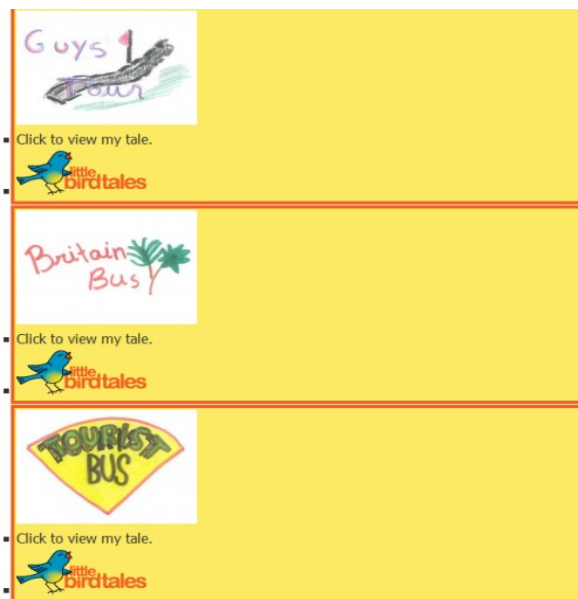 Guys
Tour
Click to view my tale.
little
birdtales
Britain
Bus
Click to view my tale.
little
birdtales
TOURIST
BUS
Click to view my tale.
little
birdtales